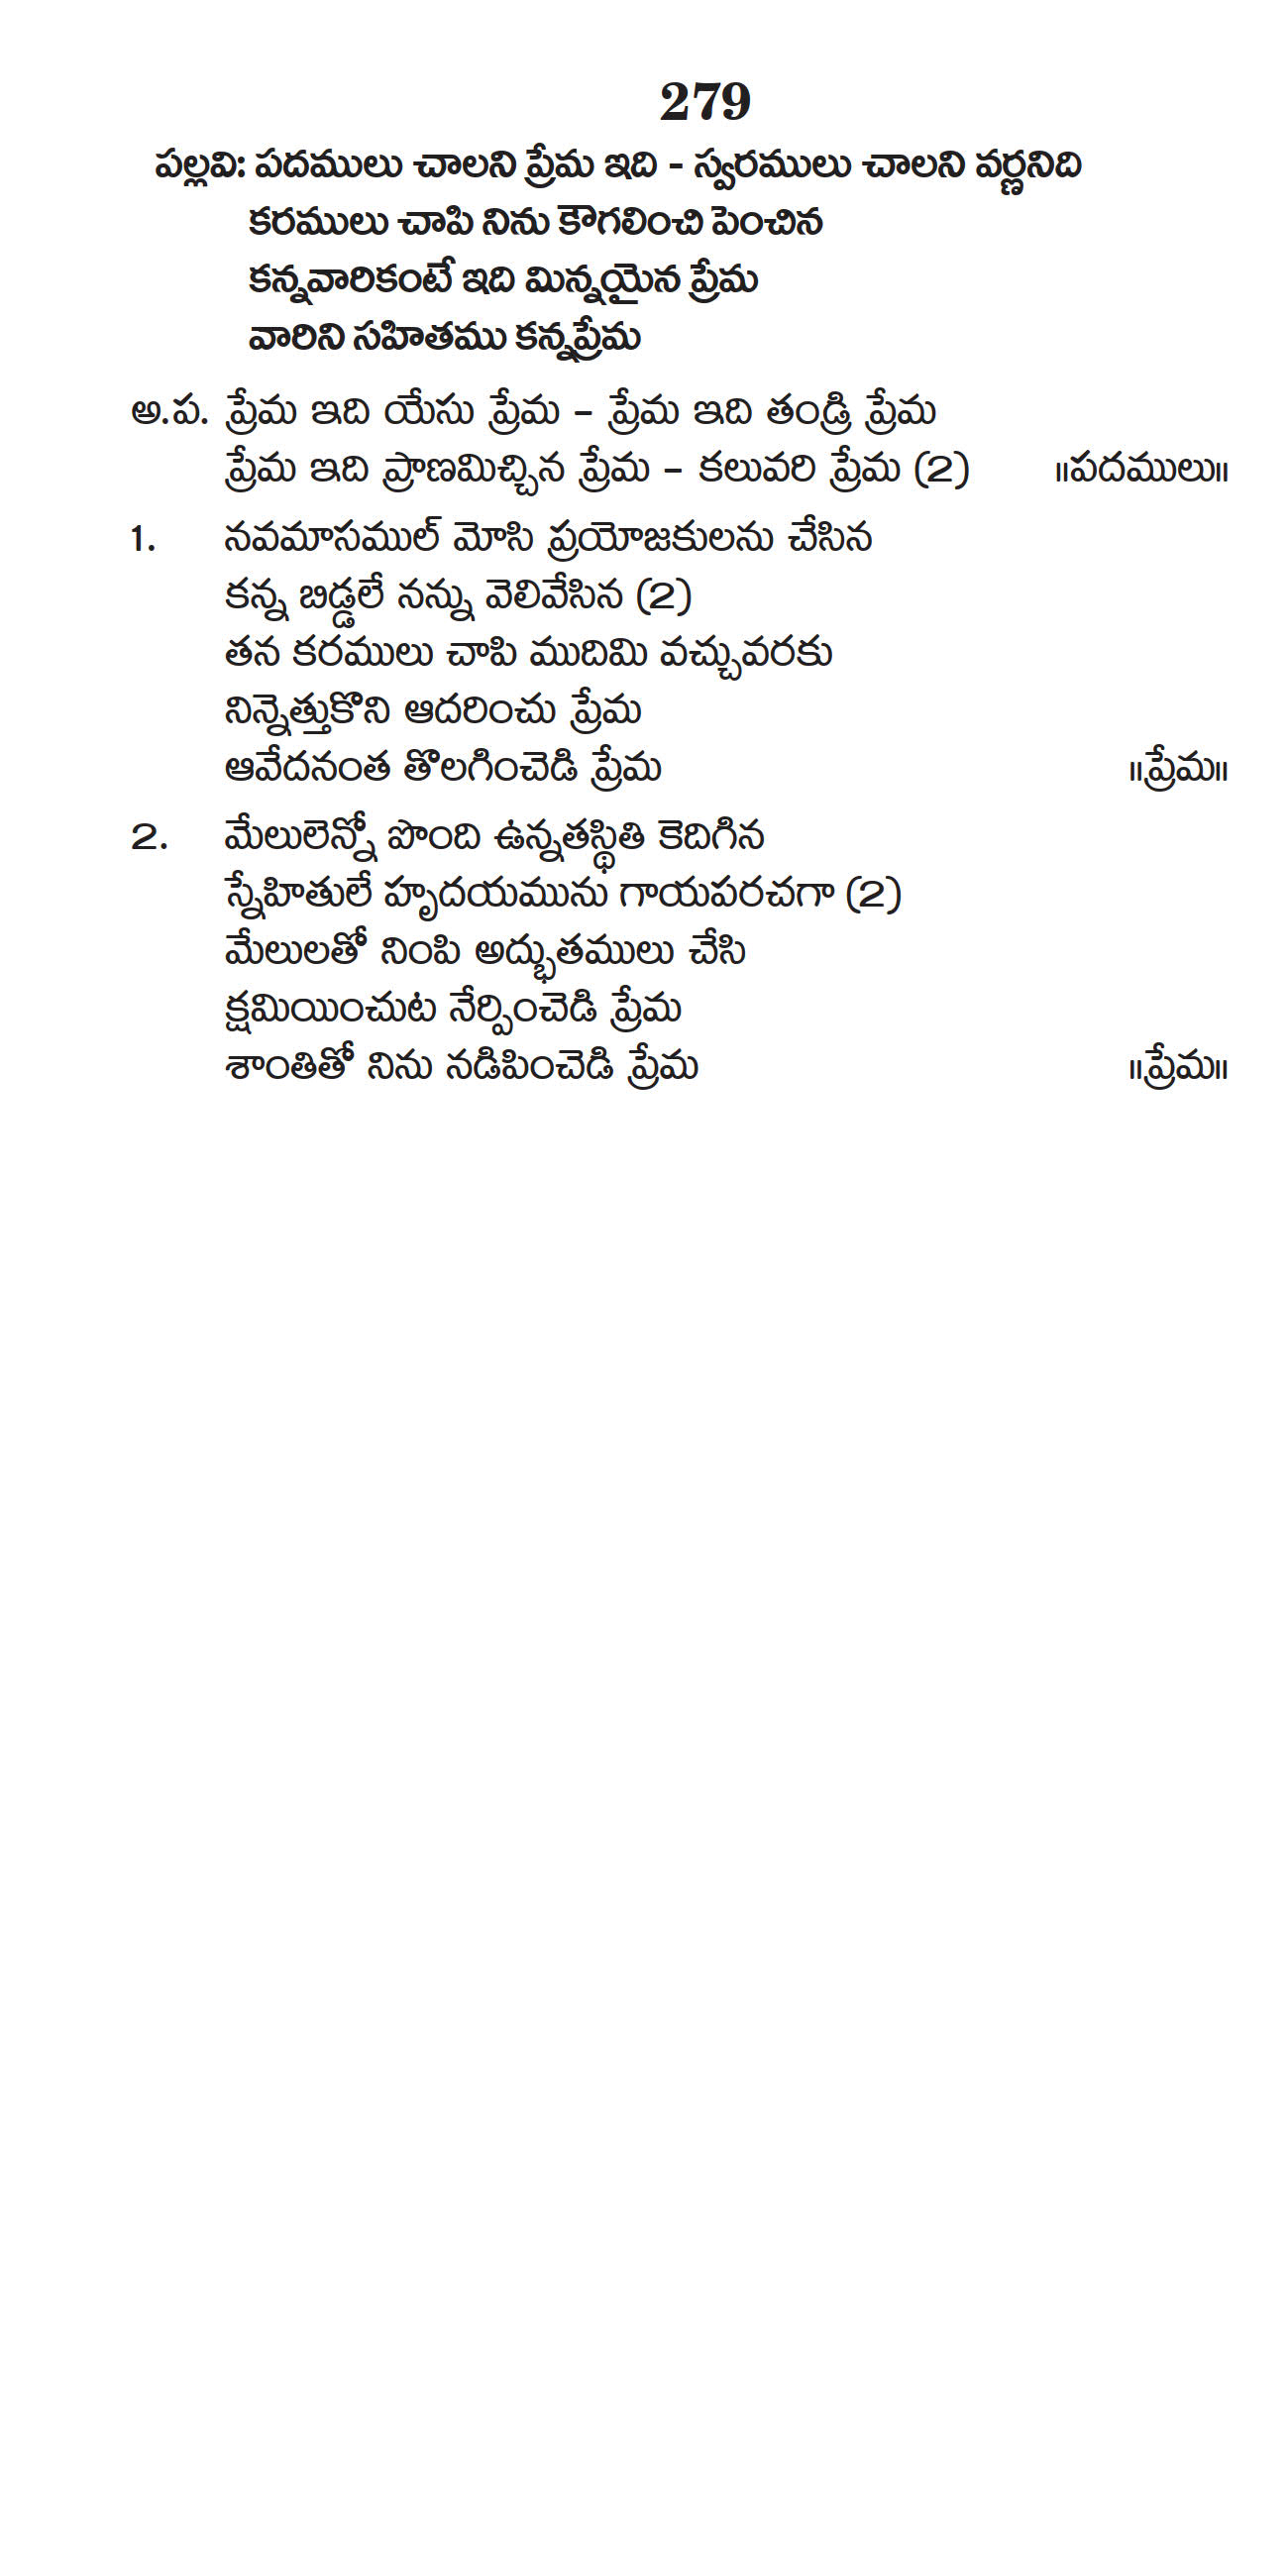 279
పల్లవి: పదములు చాలని ప్రేమ ఇది - స్వరములు చాలని వర్ణనిది
కరములు చాపి నిను కౌగలించి పెంచిన
కన్నవారికంటే ఇది మిన్నయైన ప్రేమ
వారిని సహితము కన్నప్రేమ
అ.ప. ప్రేమ ఇది యేసు ప్రేమ – ప్రేమ ఇది తండ్రి ప్రేమ
ప్రేమ ఇది ప్రాణమిచ్చిన ప్రేమ – కలువరి ప్రేమ (2) ॥పదములు॥
1. నవమాసముల్ మోసి ప్రయోజకులను చేసిన
కన్న బిడ్డలే నన్ను వెలివేసిన (2)
తన కరములు చాపి ముదిమి వచ్చువరకు
నిన్నెత్తుకొని ఆదరించు ప్రేమ
ఆవేదనంత తొలగించెడి ప్రేమ ॥ప్రేమ॥
2. మేలులెన్నో పొంది ఉన్నతస్థితి కెదిగిన
స్నేహితులే హృదయమును గాయపరచగా (2)
మేలులతో నింపి అద్భుతములు చేసి
క్షమియించుట నేర్పించెడి ప్రేమ
శాంతితో నిను నడిపించెడి ప్రేమ ॥ప్రేమ॥